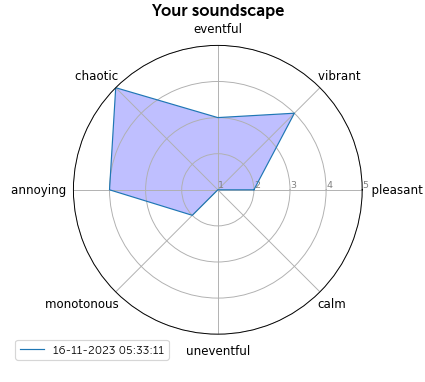 Your soundscape
eventful
chaotic
vibrant
annoying
1 2 3 4 5
pleasant
monotonous
calm
16-11-2023 05:33:11
uneventful